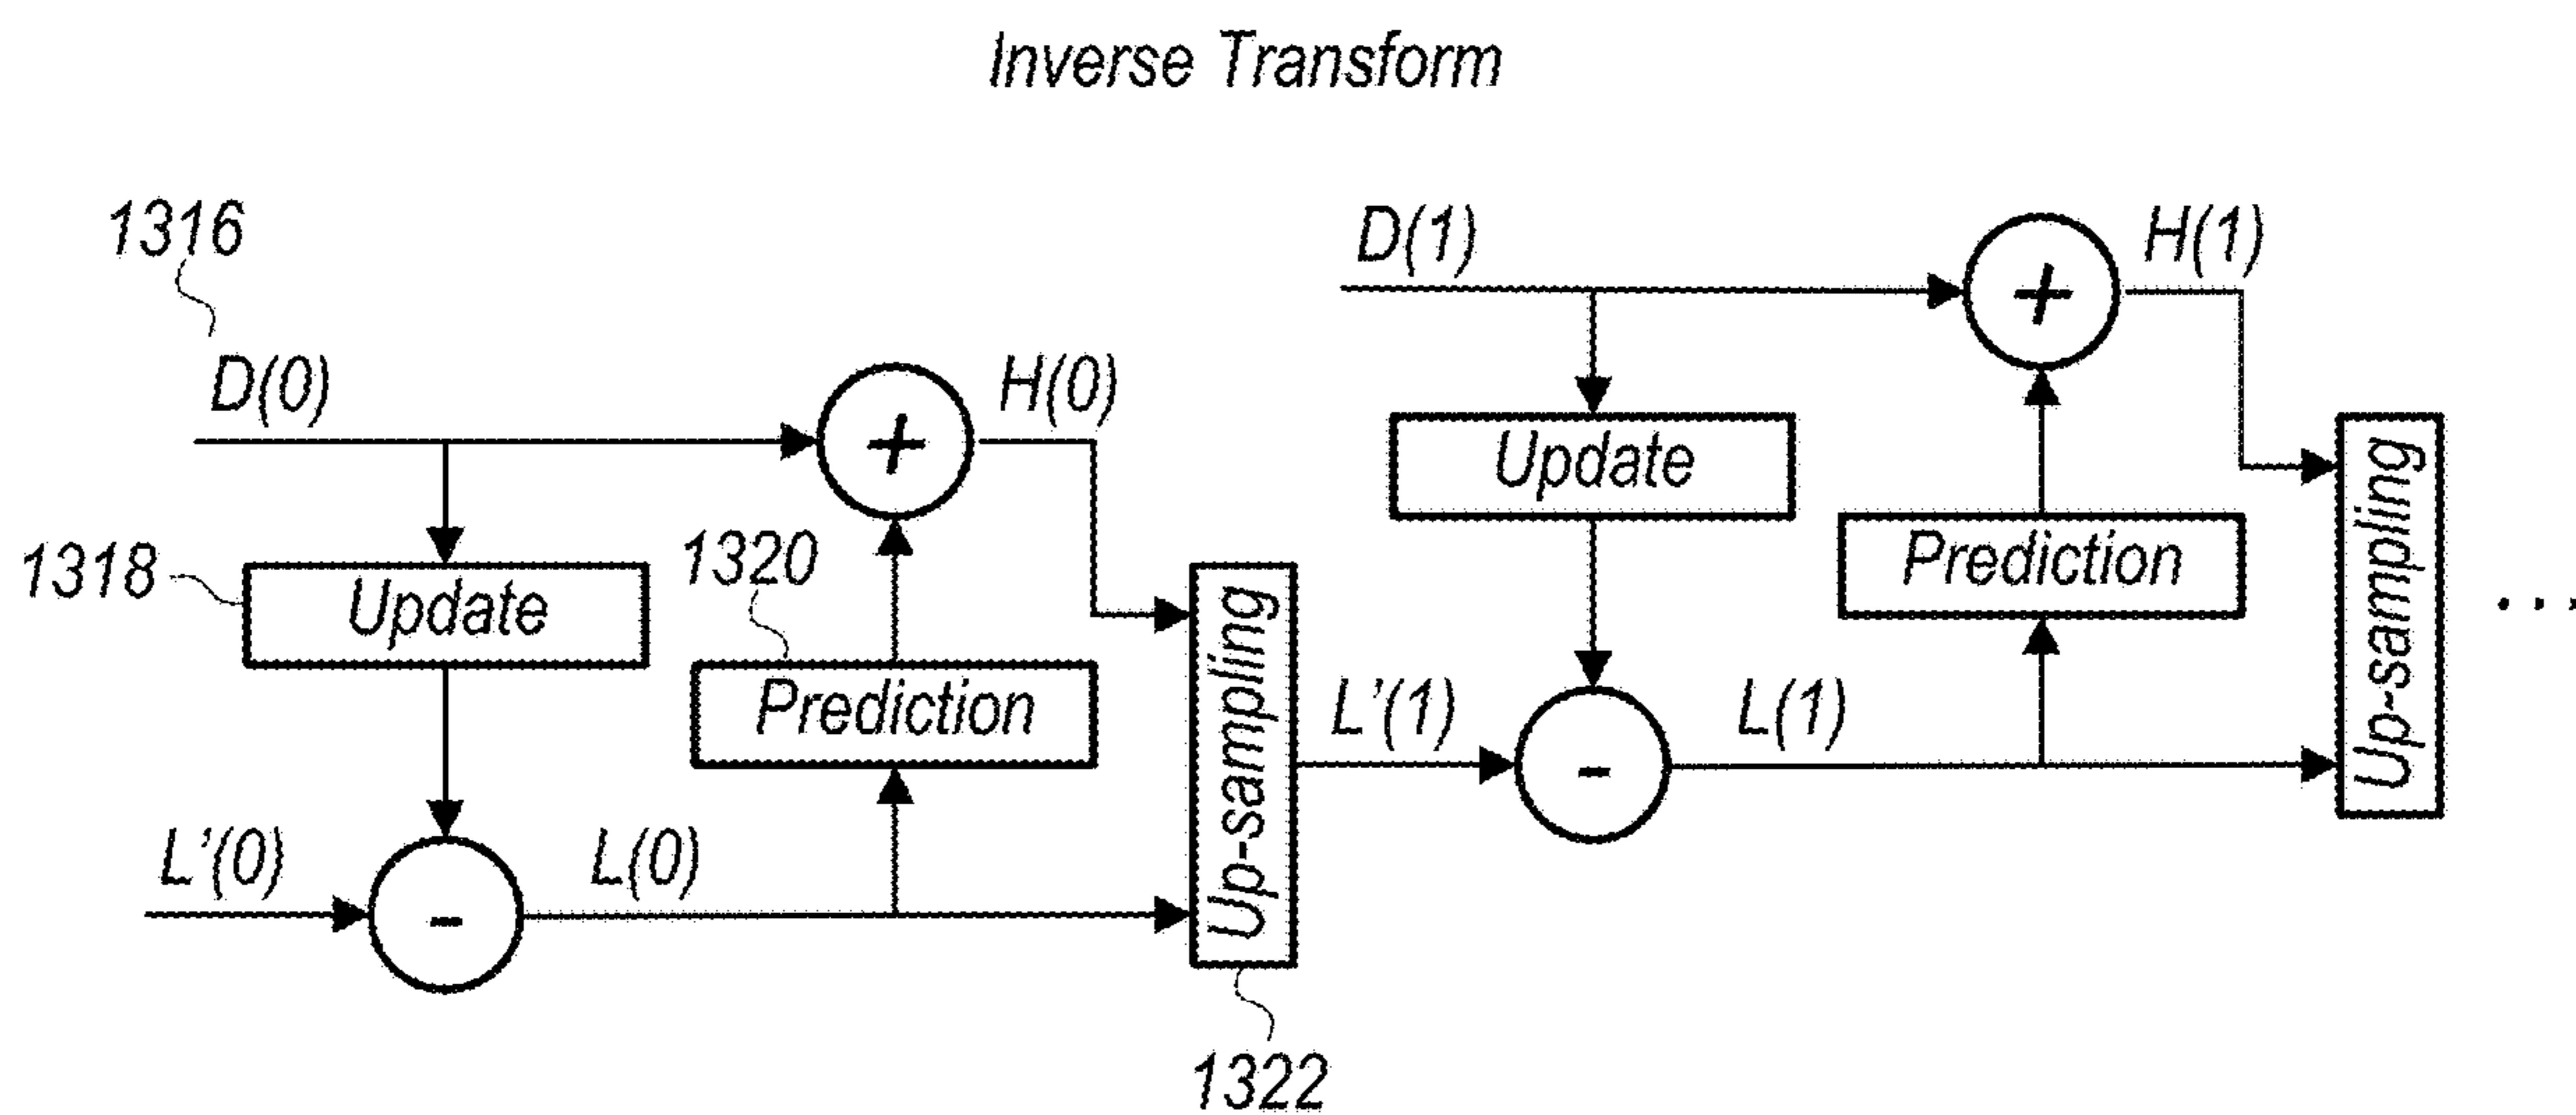 Inverse Transform
1316
D(0)
+
H(0)
1318
Update
1320
Prediction
L'(0)
-
L(0)
Up-sampling
1322
D(1)
+
H(1)
Update
Prediction
L'(1)
-
L(1)
Up-sampling
...